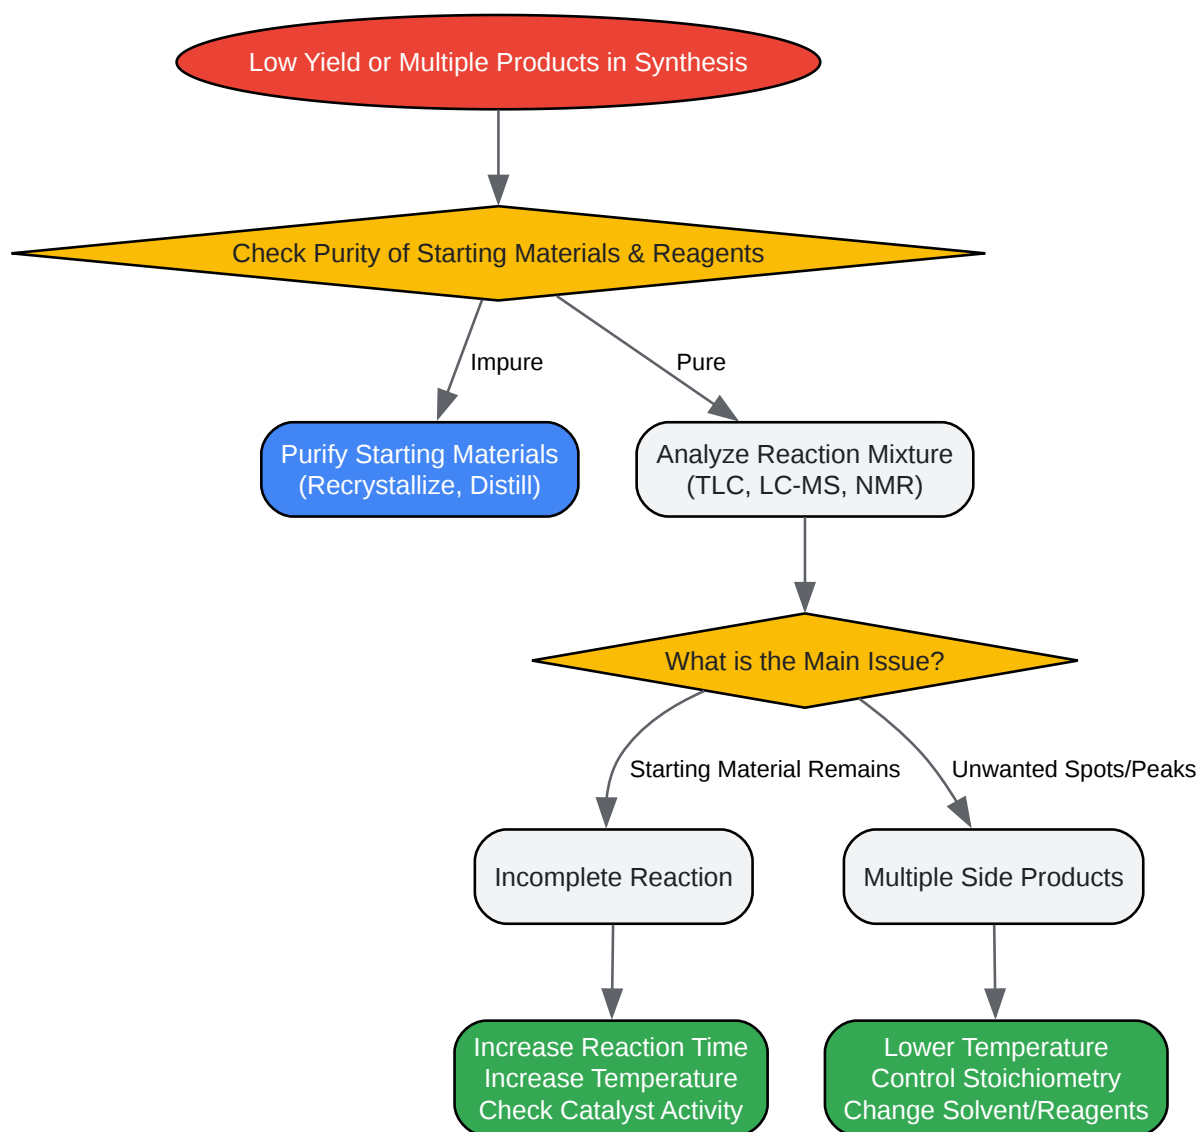 Low Yield or Multiple Products in Synthesis
Check Purity of Starting Materials & Reagents
Impure
Pure
Purify Starting Materials
(Recrystallize, Distill)
Analyze Reaction Mixture
(TLC, LC-MS, NMR)
What is the Main Issue?
Starting Material Remains
Unwanted Spots/Peaks
Incomplete Reaction
Multiple Side Products
Increase Reaction Time
Increase Temperature
Check Catalyst Activity
Lower Temperature
Control Stoichiometry
Change Solvent/Reagents